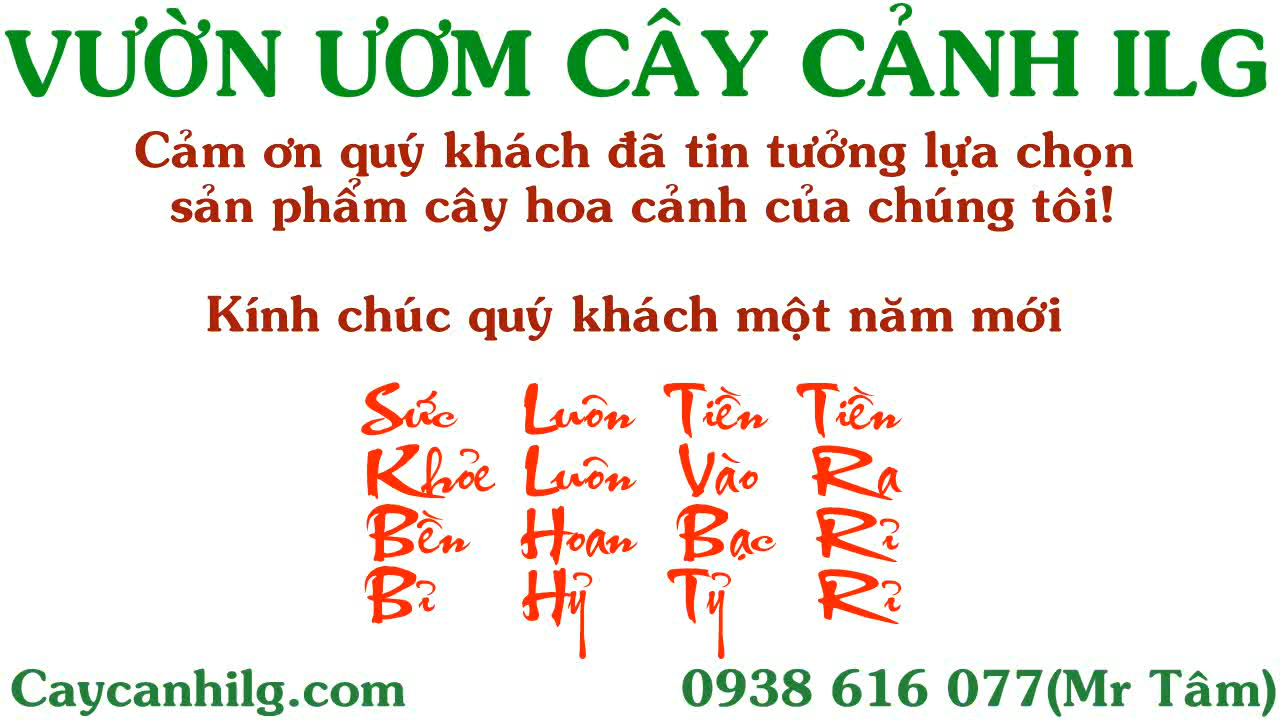 VƯỜN ƯƠM CÂY CẢNH ILG
Cảm ơn quý khách đã tin tưởng lựa chọn
sản phẩm cây hoa cảnh của chúng tôi!
Kính chúc quý khách một năm mới
Sức Luôn Tiền Tiền
Khỏe Luôn Vào Ra
Bền Hoan Bạc Rỉ
Bỉ Hỷ Tỷ Rỉ
Caycanhilg.com 0938 616 077(Mr Tâm)